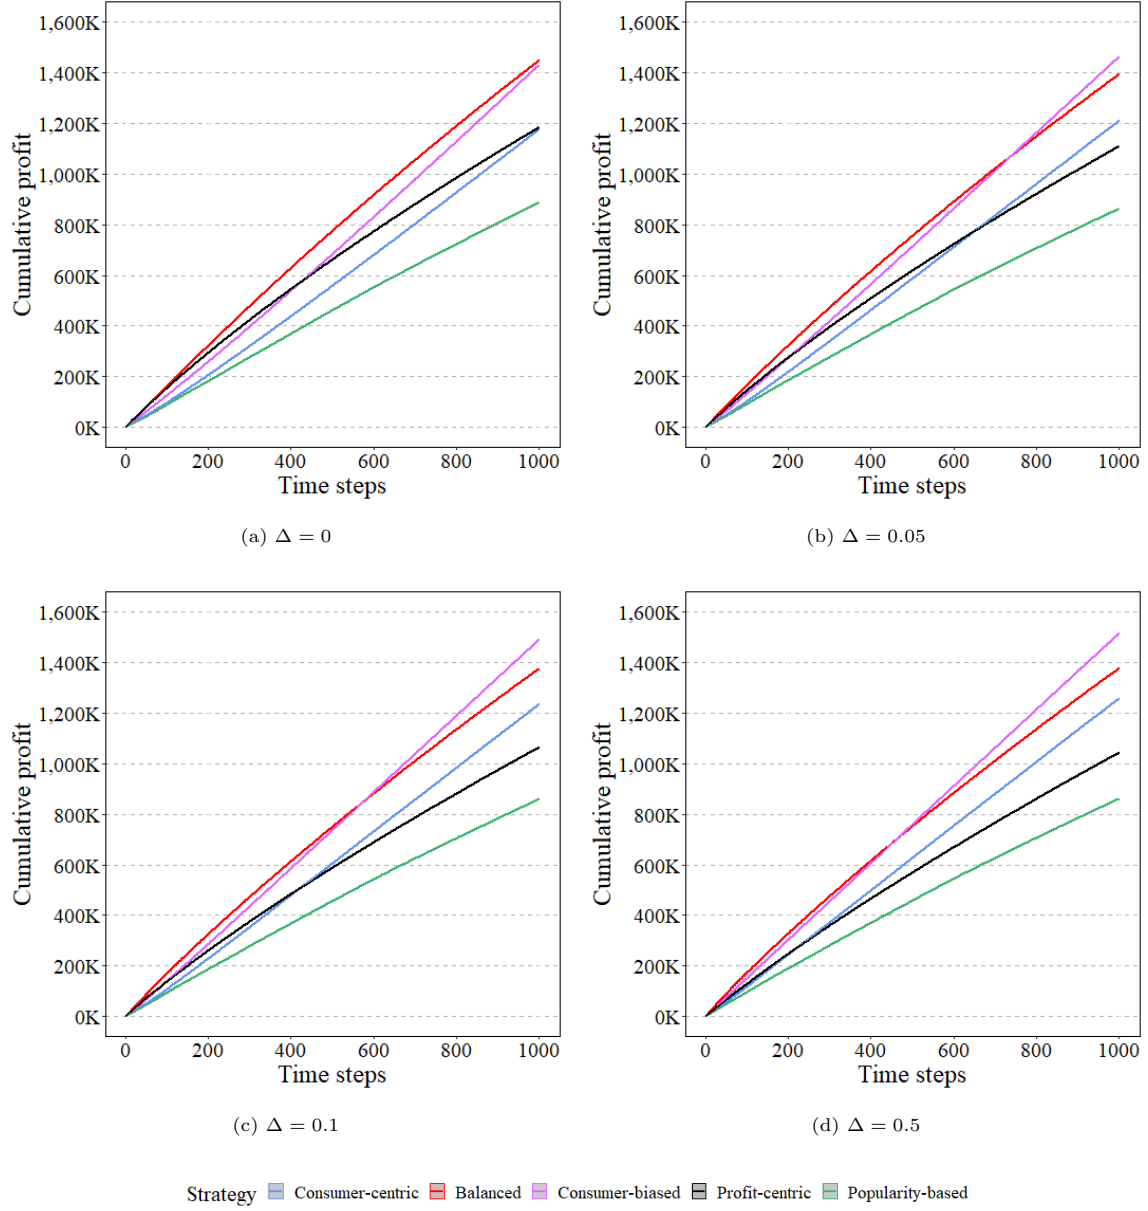 Cumulative profit
1,600K
1,400K
1,200K
1,000K
800K
600K
400K
200K
0K
0 200 400 600 800 1000
Time steps
(a) Δ = 0
Cumulative profit
1,600K
1,400K
1,200K
1,000K
800K
600K
400K
200K
0K
0 200 400 600 800 1000
Time steps
(b) Δ = 0.05
Cumulative profit
1,600K
1,400K
1,200K
1,000K
800K
600K
400K
200K
0K
0 200 400 600 800 1000
Time steps
(c) Δ = 0.1
Cumulative profit
1,600K
1,400K
1,200K
1,000K
800K
600K
400K
200K
0K
0 200 400 600 800 1000
Time steps
(d) Δ = 0.5
Strategy Consumer-centric Balanced Consumer-biased Profit-centric Popularity-based